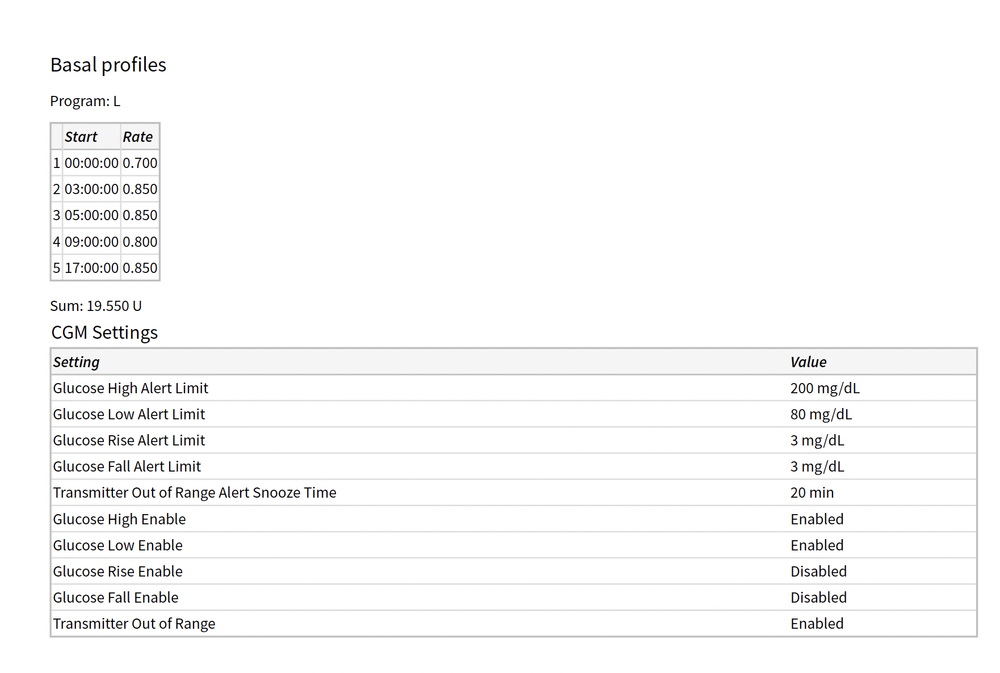 Basal profiles
Program: L
Start Rate
1 00:00:00 0.700
2 03:00:00 0.850
3 05:00:00 0.850
4 09:00:00 0.800
5 17:00:00 0.850
Sum: 19.550 U
CGM Settings
Setting Value
Glucose High Alert Limit 200 mg/dL
Glucose Low Alert Limit 80 mg/dL
Glucose Rise Alert Limit 3 mg/dL
Glucose Fall Alert Limit 3 mg/dL
Transmitter Out of Range Alert Snooze Time 20 min
Glucose High Enable Enabled
Glucose Low Enable Enabled
Glucose Rise Enable Disabled
Glucose Fall Enable Disabled
Transmitter Out of Range Enabled